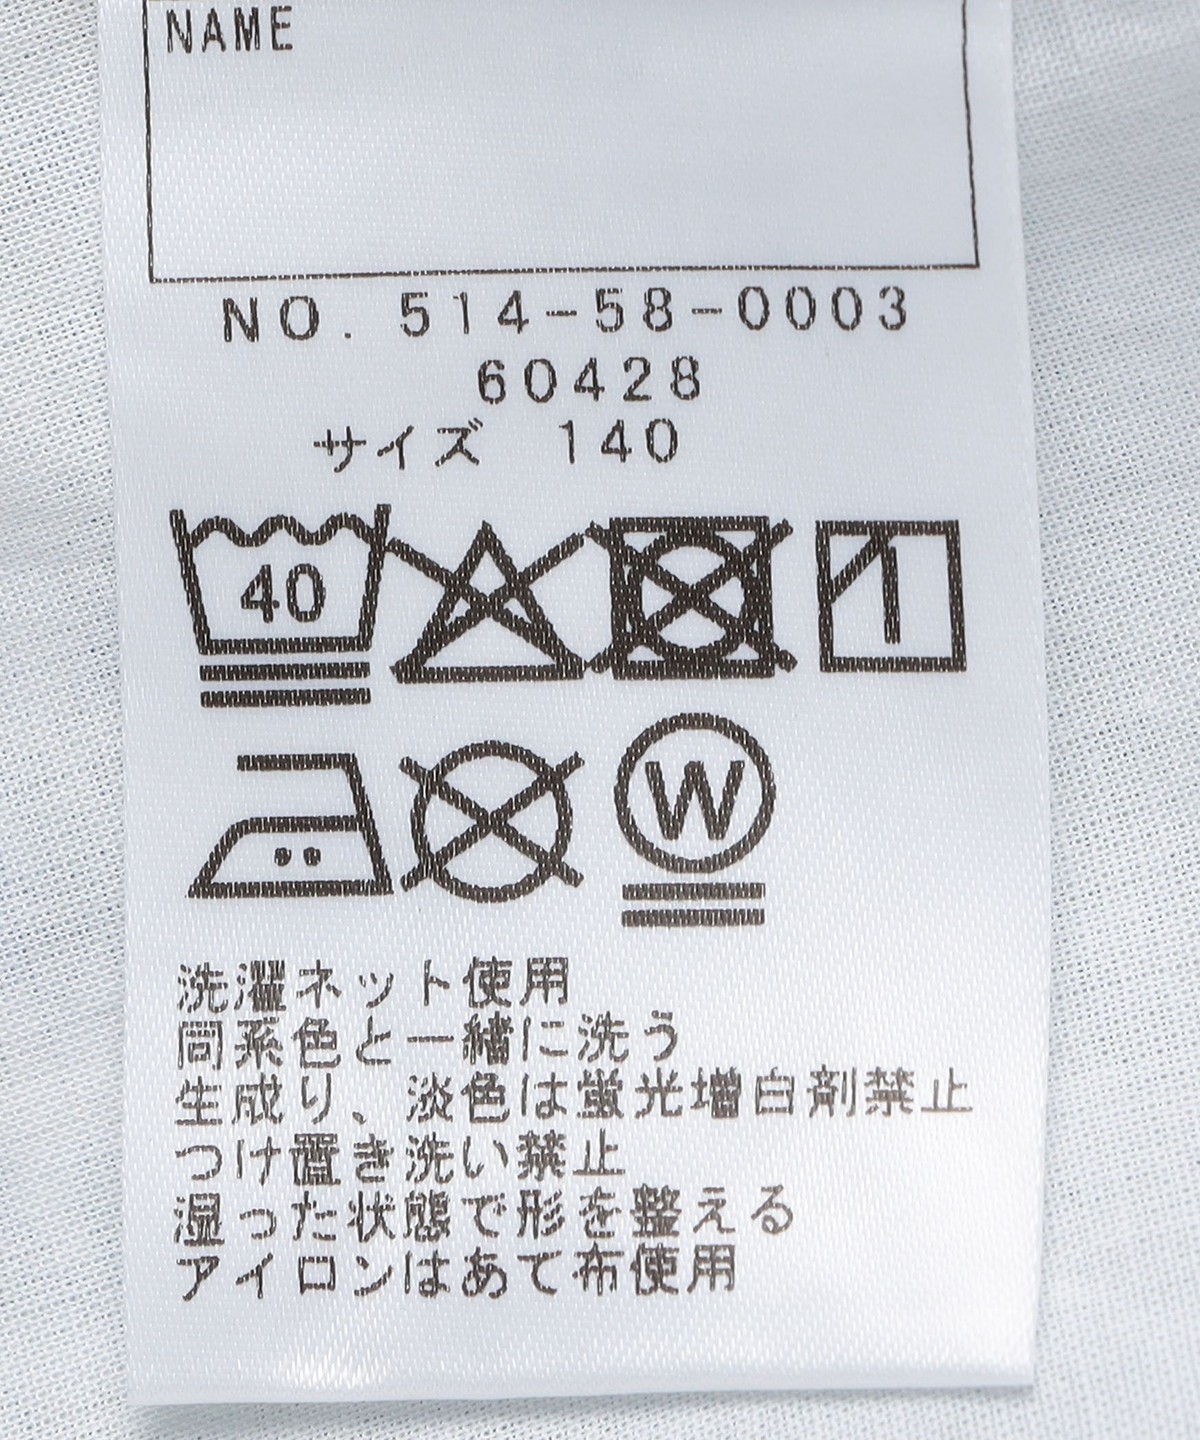 NAME
NO. 514-58-0003
60428
サイズ 140
40
W
洗濯ネット使用
同系色と一緒に洗う
生成り、淡色は蛍光増白剤禁止
つけ置き洗い禁止
湿った状態で形を整える
アイロンはあて布使用